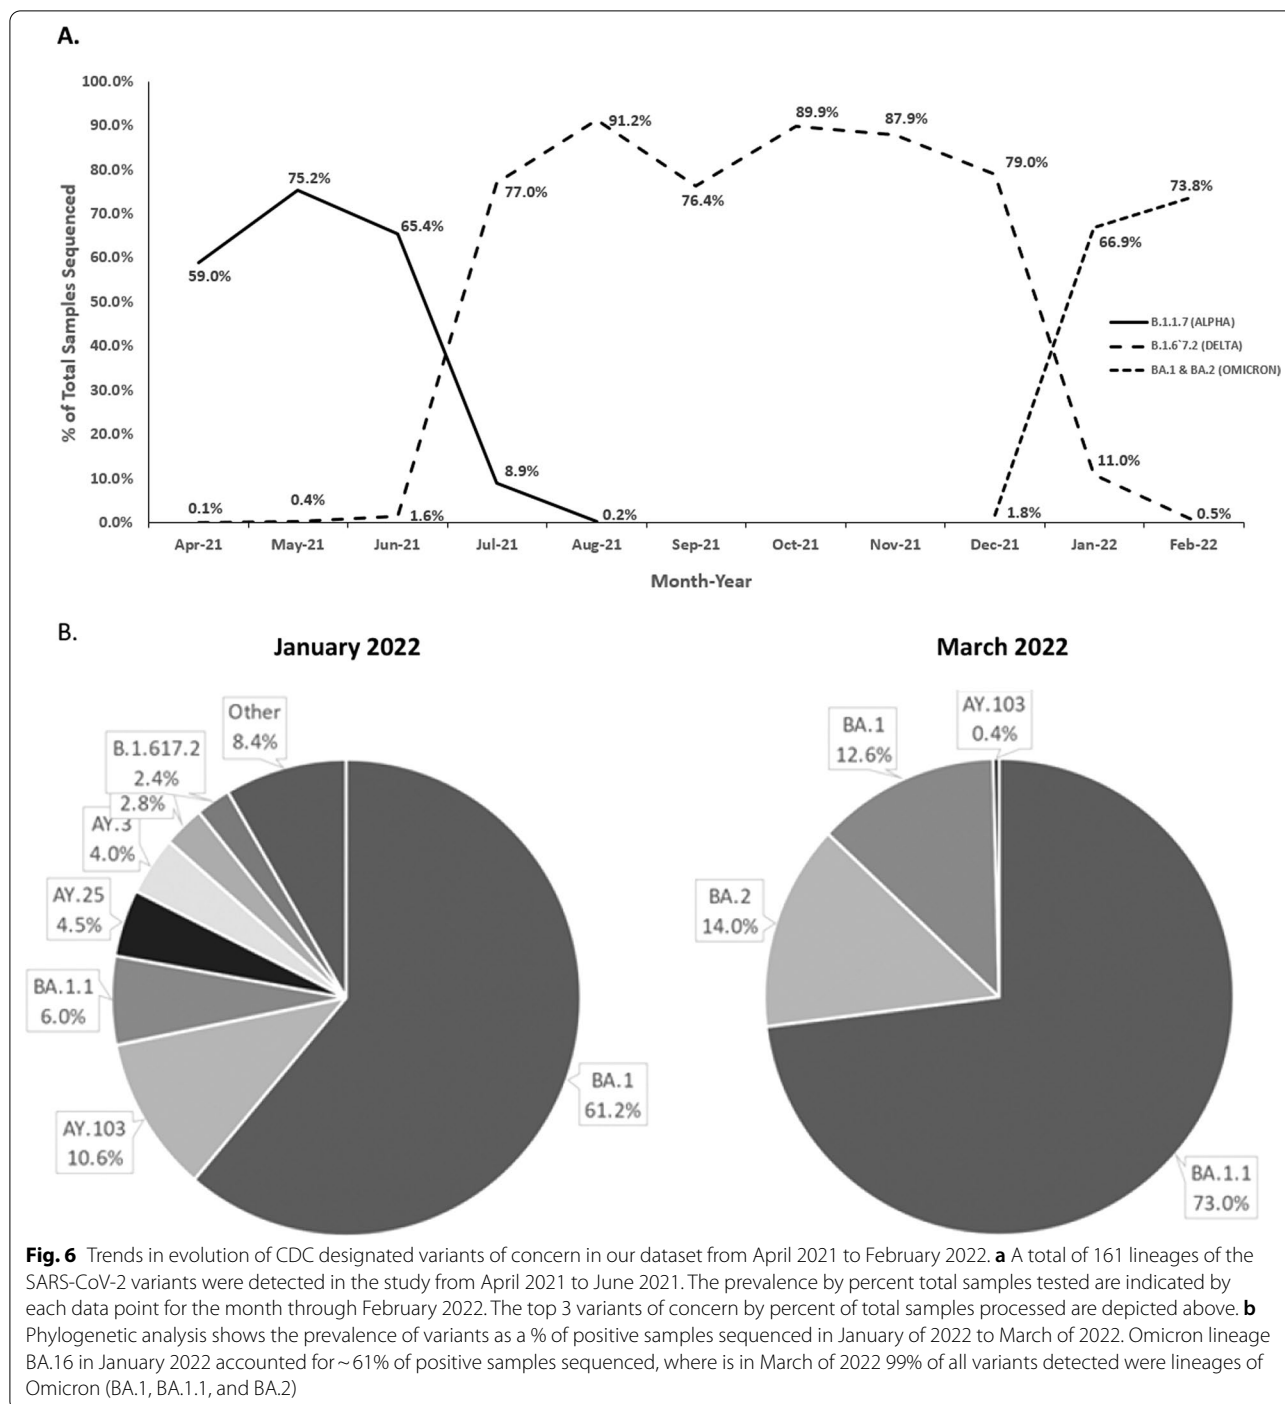 A.
100.0%
90.0%
80.0%
70.0%
60.0%
50.0%
40.0%
30.0%
20.0%
10.0%
0.0%
% of Total Samples Sequenced
59.0%
75.2%
65.4%
8.9%
0.2%
0.1%
0.4%
1.6%
77.0%
91.2%
76.4%
89.9%
87.9%
79.0%
11.0%
0.5%
1.8%
66.9%
73.8%
B.1.1.7 (ALPHA)
B.1.6`7.2 (DELTA)
BA.1 & BA.2 (OMICRON)
Apr-21 May-21 Jun-21 Jul-21 Aug-21 Sep-21 Oct-21 Nov-21 Dec-21 Jan-22 Feb-22
Month-Year
B.
January 2022
Other
8.4%
B.1.617.2
2.4%
2.8%
AY.3
4.0%
AY.25
4.5%
BA.1.1
6.0%
AY.103
10.6%
BA.1
61.2%
March 2022
AY.103
0.4%
BA.1
12.6%
BA.2
14.0%
BA.1.1
73.0%
Fig. 6 Trends in evolution of CDC designated variants of concern in our dataset from April 2021 to February 2022. a A total of 161 lineages of the
SARS-CoV-2 variants were detected in the study from April 2021 to June 2021. The prevalence by percent total samples tested are indicated by
each data point for the month through February 2022. The top 3 variants of concern by percent of total samples processed are depicted above. b
Phylogenetic analysis shows the prevalence of variants as a % of positive samples sequenced in January of 2022 to March of 2022. Omicron lineage
BA.16 in January 2022 accounted for ~ 61% of positive samples sequenced, where is in March of 2022 99% of all variants detected were lineages of
Omicron (BA.1, BA.1.1, and BA.2)